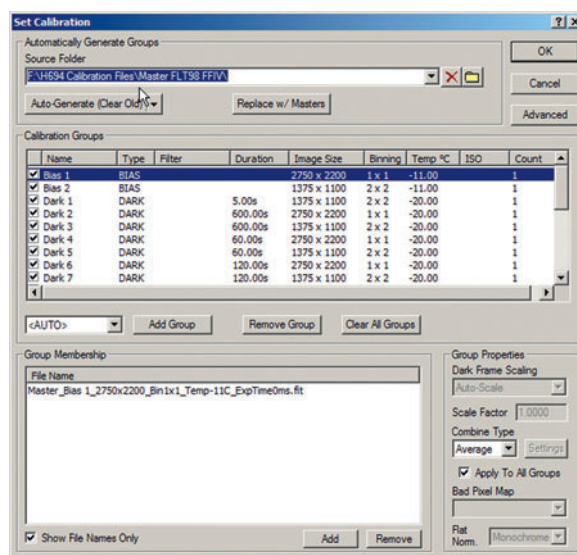 Set Calibration
Automatically Generate Groups
Source Folder
F:\H694 Calibration Files\Master FLT98 FFIV\
OK
Cancel
Advanced
Auto-Generate (Clear Old)
Replace w/ Masters
Calibration Groups
Name Type Filter Duration Image Size Binning Temp ºC ISO Count
Bias 1 BIAS 2750 x 2200 1 x 1 -11.00 1
Bias 2 BIAS 1375 x 1100 2 x 2 -11.00 1
Dark 1 DARK 5.00s 2750 x 2200 1 x 1 -20.00 1
Dark 2 DARK 600.00s 2750 x 2200 1 x 1 -20.00 1
Dark 3 DARK 600.00s 1375 x 1100 2 x 2 -20.00 1
Dark 4 DARK 60.00s 2750 x 2200 1 x 1 -20.00 1
Dark 5 DARK 60.00s 1375 x 1100 2 x 2 -20.00 1
Dark 6 DARK 120.00s 2750 x 2200 1 x 1 -20.00 1
Dark 7 DARK 120.00s 1375 x 1100 2 x 2 -20.00 1
<AUTO>
Add Group
Remove Group
Clear All Groups
Group Membership
File Name
Master_Bias 1_2750x2200_Bin1x1_Temp-11C_ExpTime0ms.fit
Show File Names Only
Add
Remove
Group Properties
Dark Frame Scaling
Auto-Scale
Scale Factor 1.0000
Combine Type
Average
Settings
Apply To All Groups
Bad Pixel Map
Flat
Norm. Monochrome